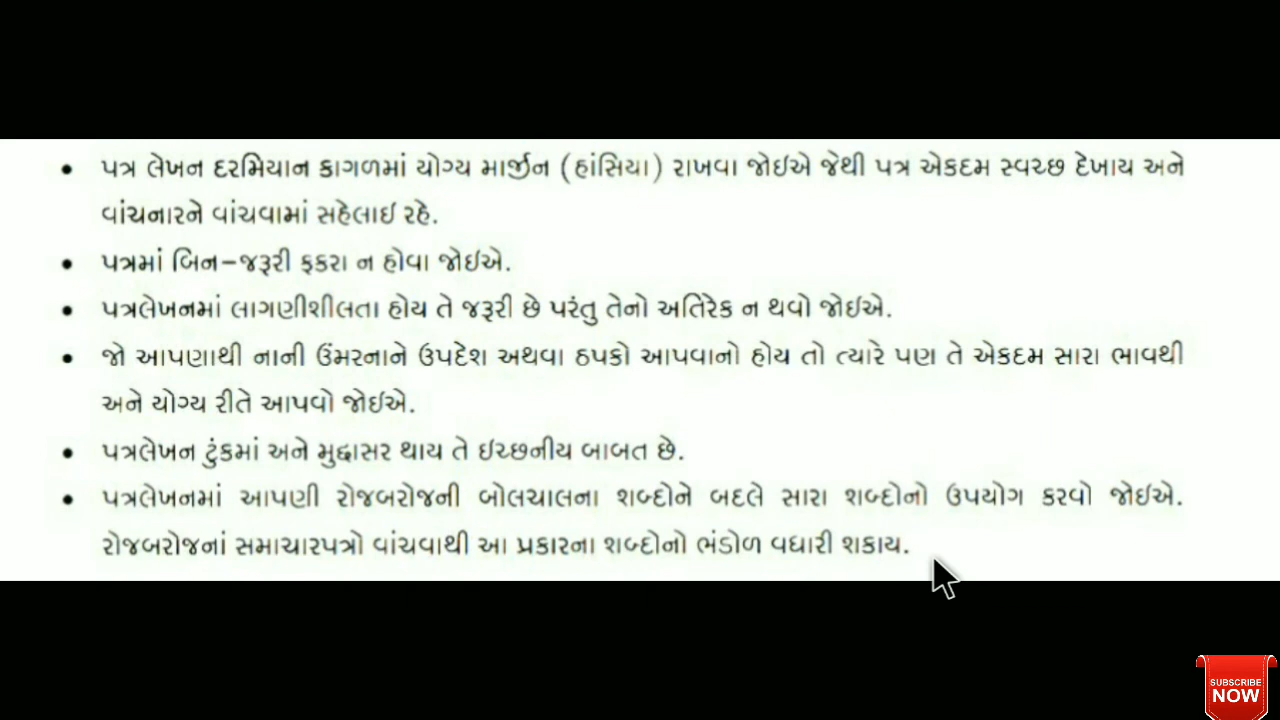 • પત્ર લેખન દરમિયાન કાગળમાં યોગ્ય માર્જીન (હાંસિયા) રાખવા જોઈએ જેથી પત્ર એકદમ સ્વચ્છ દેખાય અને
વાંચનારને વાંચવામાં સહેલાઈ રહે.
• પત્રમાં બિન-જરૂરી ફકરા ન હોવા જોઈએ.
• પત્રલેખનમાં લાગણીશીલતા હોય તે જરૂરી છે પરંતુ તેનો અતિરેક ન થવો જોઈએ.
• જો આપણાથી નાની ઉંમરનાને ઉપદેશ અથવા ઠપકો આપવાનો હોય તો ત્યારે પણ તે એકદમ સારા ભાવથી
અને યોગ્ય રીતે આપવો જોઈએ.
• પત્રલેખન ટુંકમાં અને મુદ્દાસર થાય તે ઈચ્છનીય બાબત છે.
• પત્રલેખનમાં આપણી રોજબરોજની બોલચાલના શબ્દોને બદલે સારા શબ્દોનો ઉપયોગ કરવો જોઈએ.
રોજબરોજનાં સમાચારપત્રો વાંચવાથી આ પ્રકારના શબ્દોનો ભંડોળ વધારી શકાય.
SUBSCRIBE
NOW